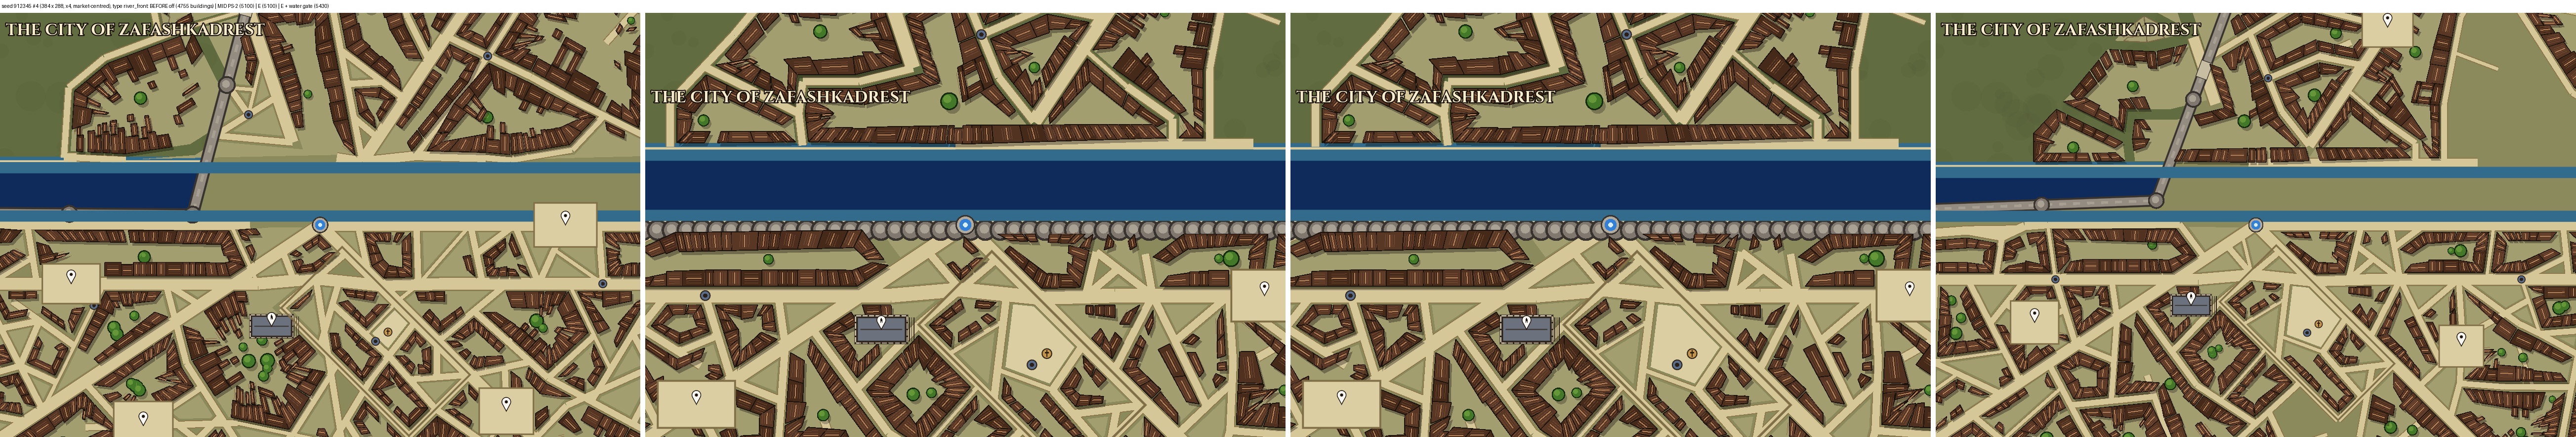 seed 912345 #4 (384 x 288, x4, market-centred), type river_front BEFORE off (4755 buildings) | MID PS-2 (5100) | E (5100) | E + water gate (5430)
THE CITY OF ZAFASHKADREST
THE CITY OF ZAFASHKADREST
THE CITY OF ZAFASHKADREST
THE CITY OF ZAFASHKADREST